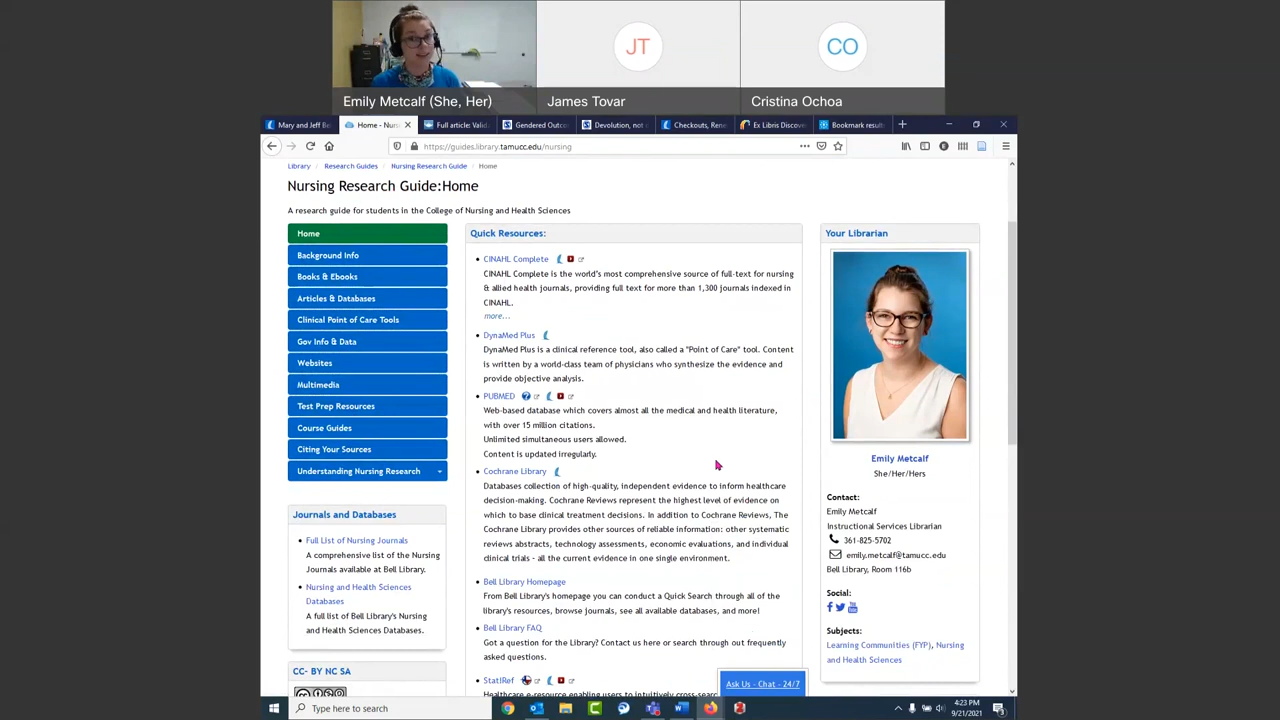 JT
CO
Emily Metcalf (She, Her)
James Tovar
Cristina Ochoa
Mary and Jeff Be
Home - Nurs
Full article: Valid
Gendered Outco
Devolution, not
Checkouts, Rene
Ex Libris Discove
Bookmark results
https://guides.library.tamucc.edu/nursing
Library
Research Guides
Nursing Research Guide
Home
Nursing Research Guide:Home
A research guide for students in the College of Nursing and Health Sciences
Home
Background Info
Books & Ebooks
Articles & Databases
Clinical Point of Care Tools
Gov Info & Data
Websites
Multimedia
Test Prep Resources
Course Guides
Citing Your Sources
Understanding Nursing Research
Journals and Databases
Full List of Nursing Journals
A comprehensive list of the Nursing
Journals available at Bell Library.
Nursing and Health Sciences
Databases
A full list of Bell Library's Nursing
and Health Sciences Databases.
CC- BY NC SA
Quick Resources:
CINAHL Complete
CINAHL Complete is the world's most comprehensive source of full-text for nursing
& allied health journals, providing full text for more than 1,300 journals indexed in
CINAHL.
more...
DynaMed Plus
DynaMed Plus is a clinical reference tool, also called a "Point of Care" tool. Content
is written by a world-class team of physicians who synthesize the evidence and
provide objective analysis.
PUBMED
Web-based database which covers almost all the medical and health literature,
with over 15 million citations.
Unlimited simultaneous users allowed.
Content is updated irregularly.
Cochrane Library
Databases collection of high-quality, independent evidence to inform healthcare
decision-making. Cochrane Reviews represent the highest level of evidence on
which to base clinical treatment decisions. In addition to Cochrane Reviews, The
Cochrane Library provides other sources of reliable information: other systematic
reviews abstracts, technology assessments, economic evaluations, and individual
clinical trials - all the current evidence in one single environment.
Bell Library Homepage
From Bell Library's homepage you can conduct a Quick Search through all of the
library's resources, browse journals, see all available databases, and more!
Bell Library FAQ
Got a question for the Library? Contact us here or search through out frequently
asked questions.
Stat!Ref
Healthcare e-resource enabling users to intuitively cross-search
Your Librarian
Emily Metcalf
She/Her/Hers
Contact:
Emily Metcalf
Instructional Services Librarian
361-825-5702
emily.metcalf@tamucc.edu
Bell Library, Room 116b
Social:
Subjects:
Learning Communities (FYP), Nursing
and Health Sciences
Ask Us - Chat - 24/7
Type here to search
4:23 PM
9/21/2021